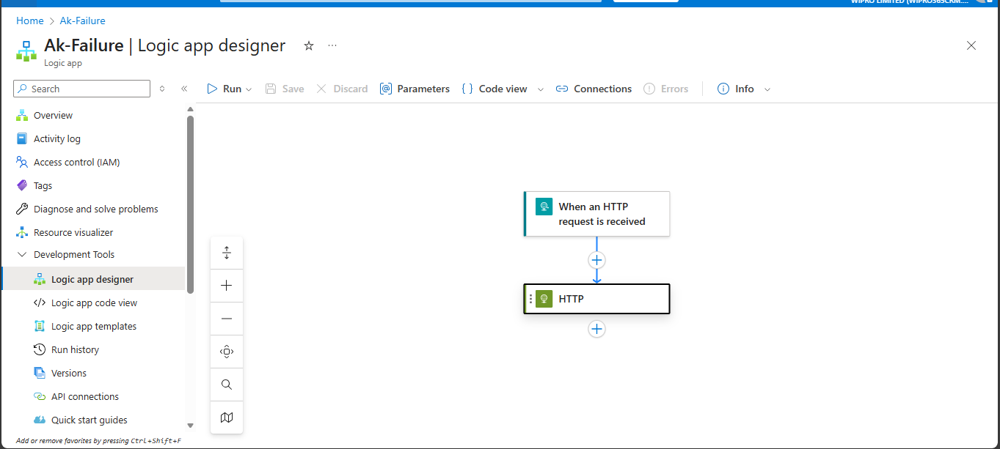 WIPRO LIMITED (WIPRO365CRM....
Home > Ak-Failure
Ak-Failure | Logic app designer
Logic app
Search
Run
Save
Discard
Parameters
Code view
Connections
Errors
Info
Overview
Activity log
Access control (IAM)
Tags
Diagnose and solve problems
Resource visualizer
Development Tools
Logic app designer
Logic app code view
Logic app templates
Run history
Versions
API connections
Quick start guides
Add or remove favorites by pressing Ctrl+Shift+F
When an HTTP
request is received
HTTP